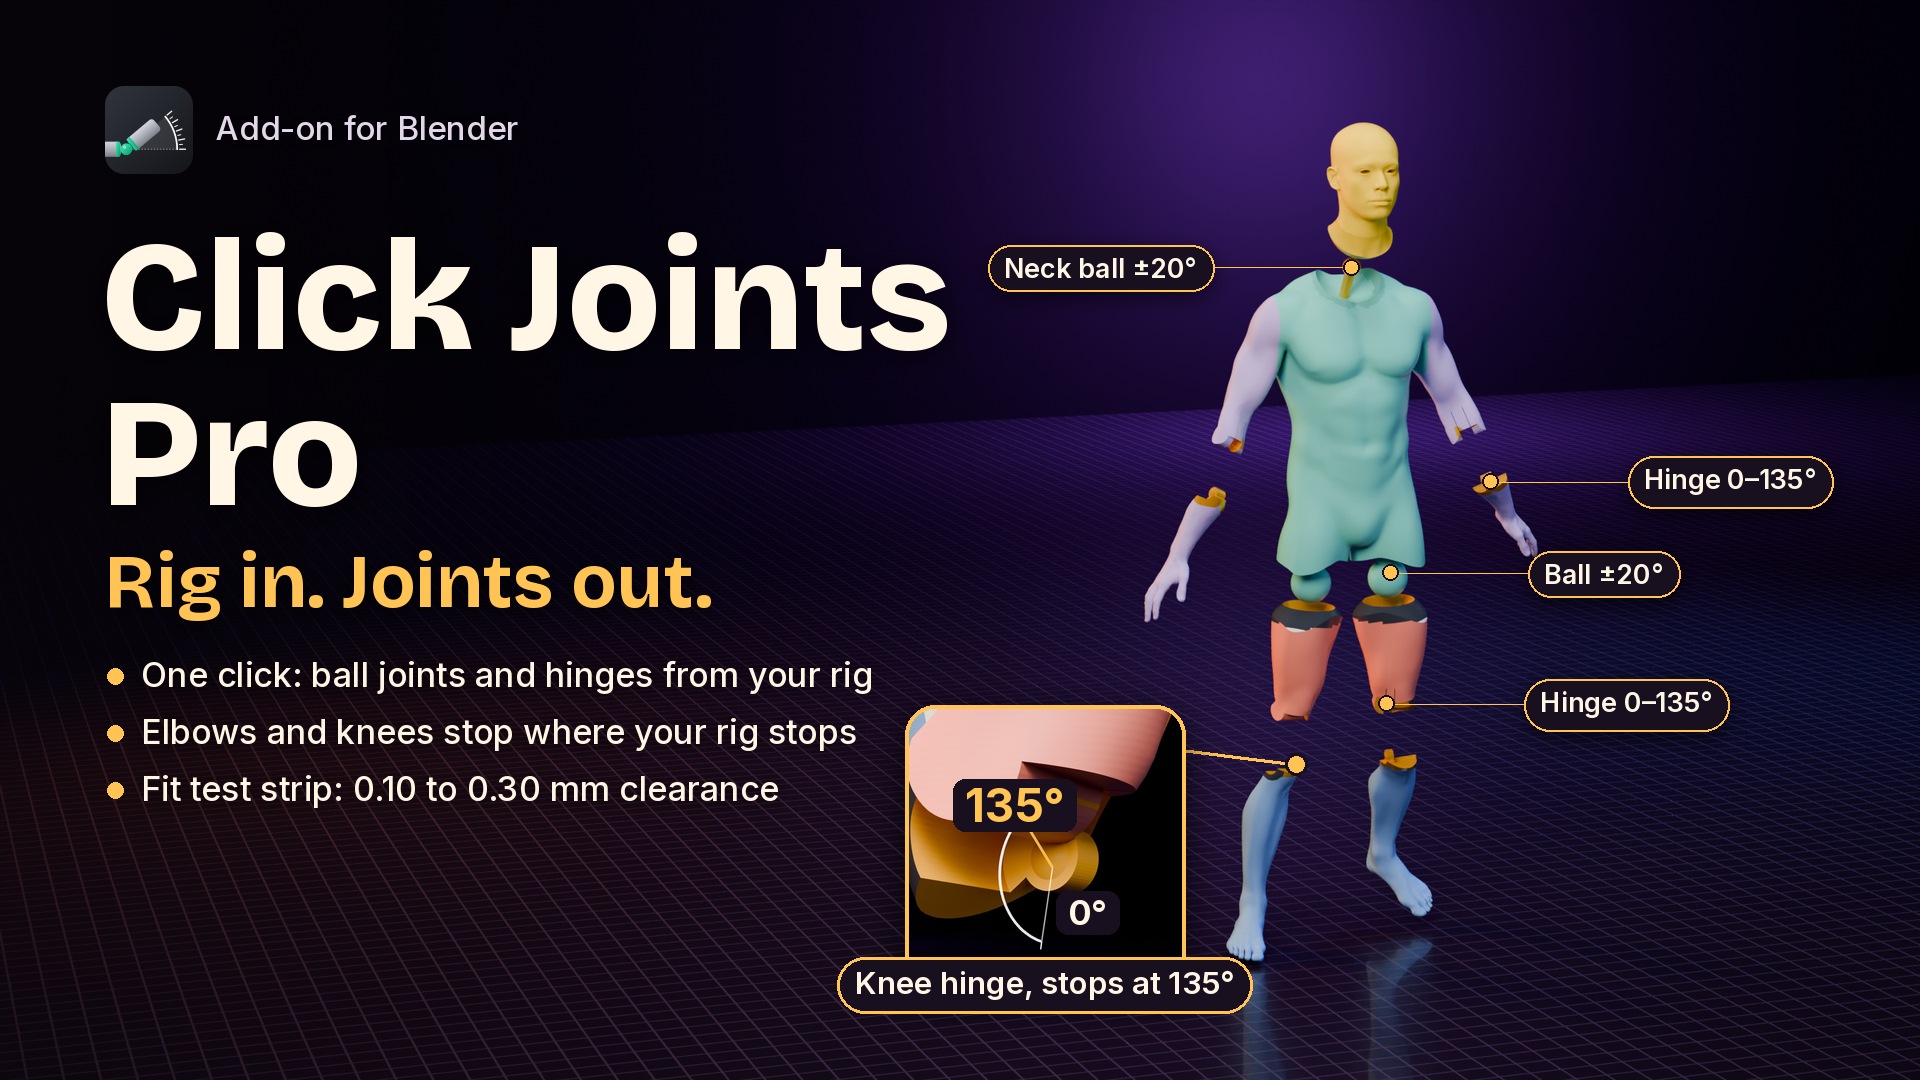 Add-on for Blender
Click Joints
Pro
Rig in. Joints out.
One click: ball joints and hinges from your rig
Elbows and knees stop where your rig stops
Fit test strip: 0.10 to 0.30 mm clearance
Neck ball ±20°
Hinge 0–135°
Ball ±20°
Hinge 0–135°
135°
0°
Knee hinge, stops at 135°